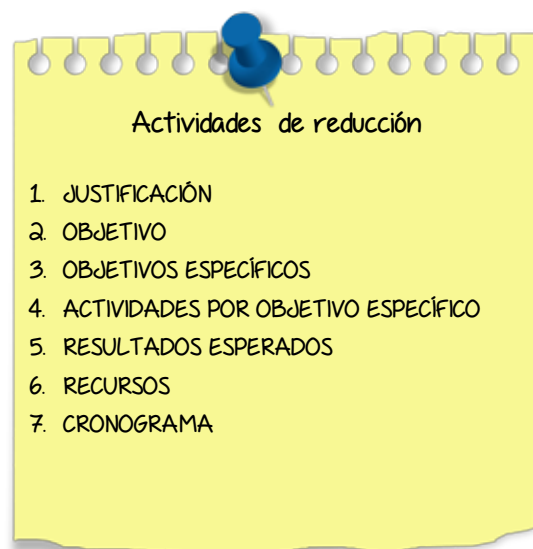 Actividades de reducción
1. JUSTIFICACIÓN
2. OBJETIVO
3. OBJETIVOS ESPECÍFICOS
4. ACTIVIDADES POR OBJETIVO ESPECÍFICO
5. RESULTADOS ESPERADOS
6. RECURSOS
7. CRONOGRAMA